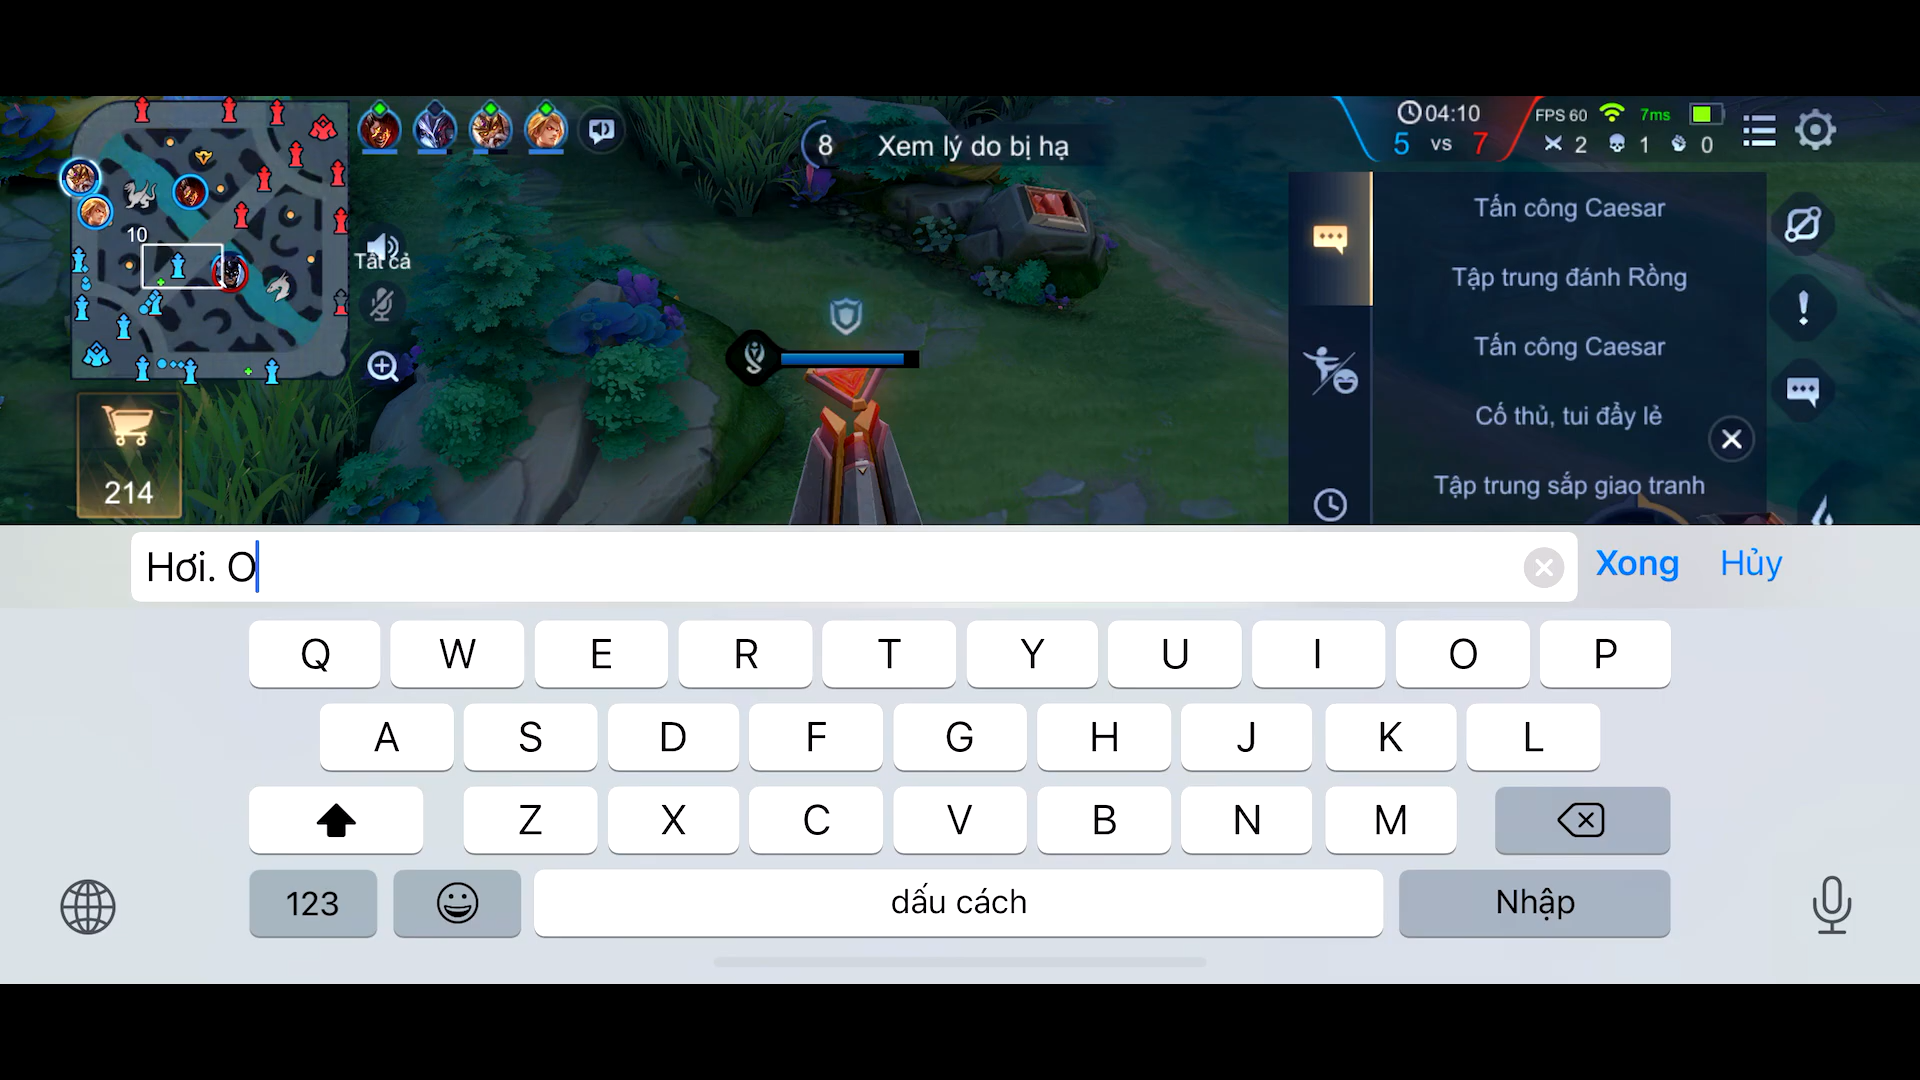 04:10
FPS 60
7ms
5 vs 7
2
1
0
8
Xem lý do bị hạ
10
Tất cả
214
Tấn công Caesar
Tập trung đánh Rồng
Tấn công Caesar
Cố thủ, tui đẩy lẻ
Tập trung sắp giao tranh
Hơi. O
Xong
Hủy
Q W E R T Y U I O P
A S D F G H J K L
Z X C V B N M
123
dấu cách
Nhập